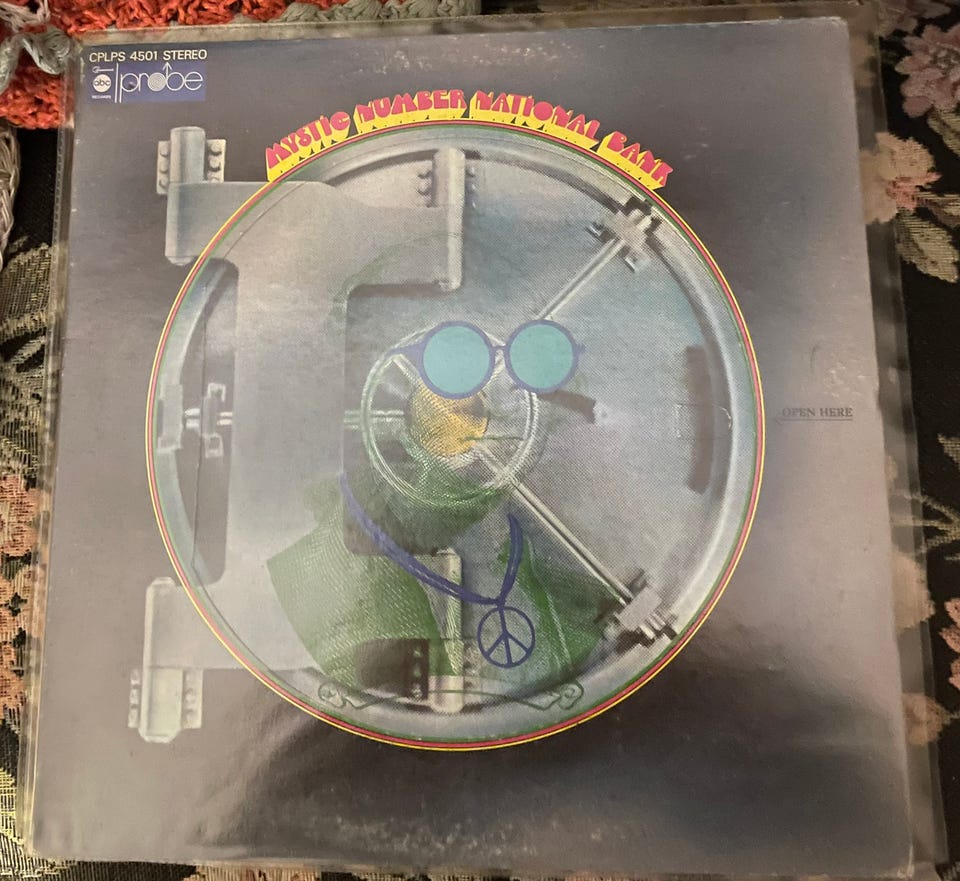 CPLPS 4501 STEREO
abc
RECORDS
probe
MYSTIC NUMBER NATIONAL BANK
OPEN HERE